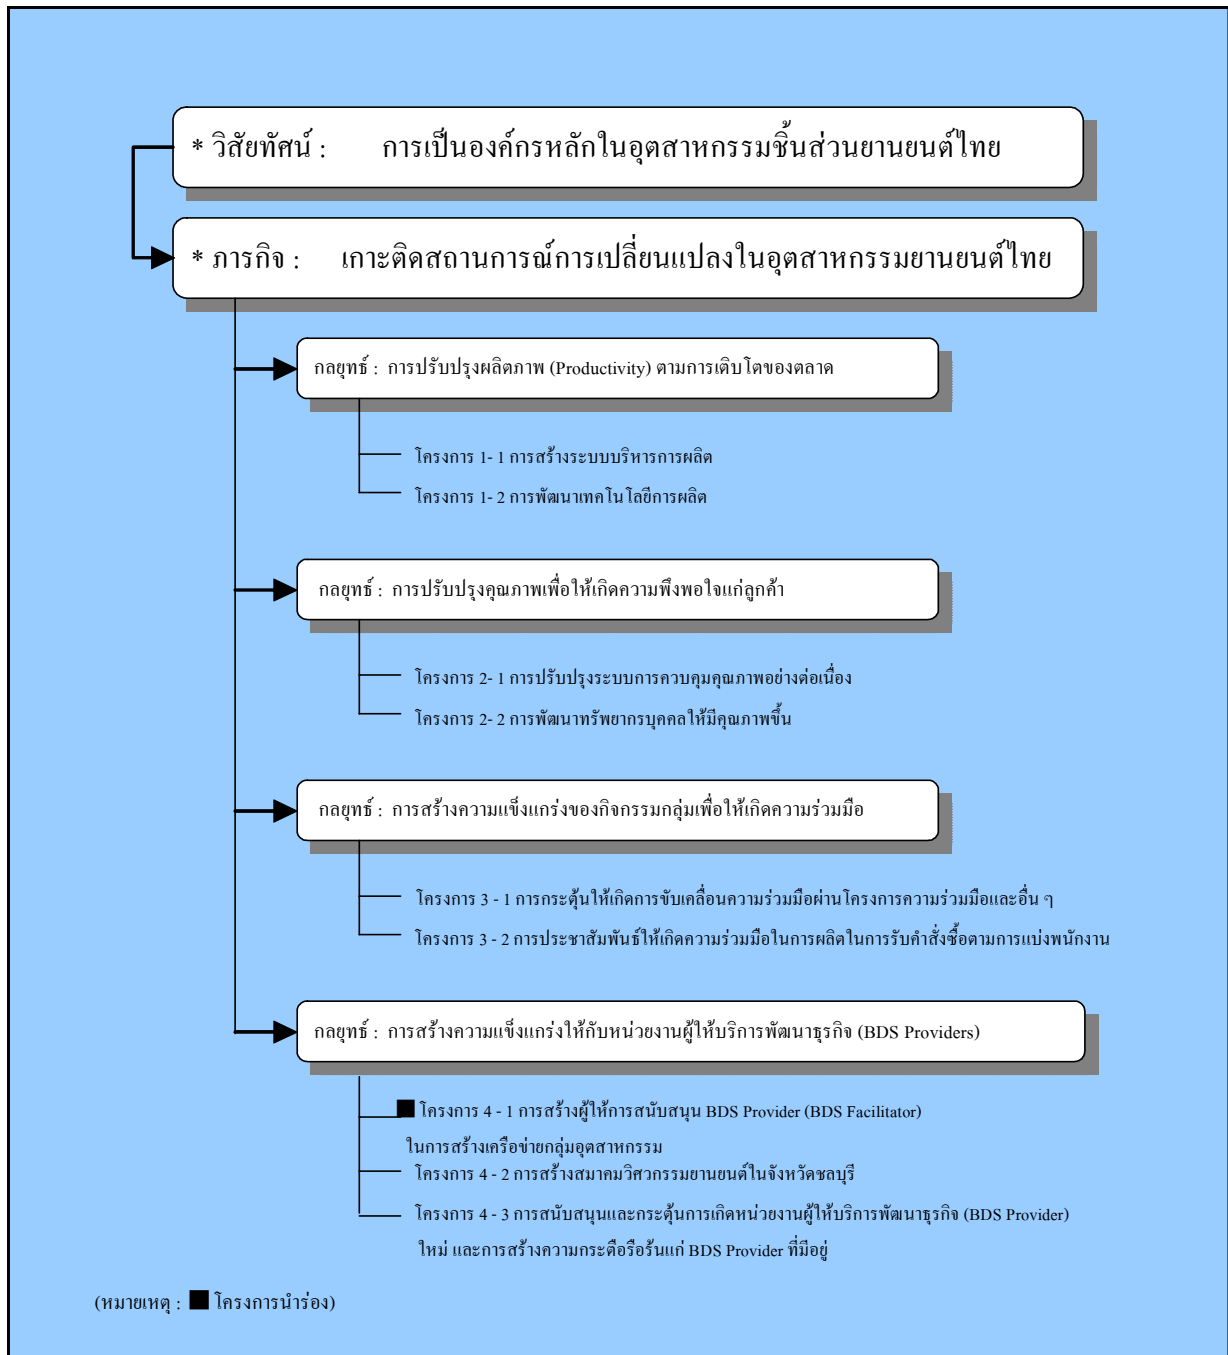 * วิสัยทัศน์ : การเป็นองค์กรหลักในอุตสาหกรรมชิ้นส่วนยานยนต์ไทย
* ภารกิจ : เกาะติดสถานการณ์การเปลี่ยนแปลงในอุตสาหกรรมยานยนต์ไทย
กลยุทธ์ : การปรับปรุงผลิตภาพ (Productivity) ตามการเติบโตของตลาด
โครงการ 1- 1 การสร้างระบบบริหารการผลิต
โครงการ 1- 2 การพัฒนาเทคโนโลยีการผลิต
กลยุทธ์ : การปรับปรุงคุณภาพเพื่อให้เกิดความพึงพอใจแก่ลูกค้า
โครงการ 2- 1 การปรับปรุงระบบการควบคุมคุณภาพอย่างต่อเนื่อง
โครงการ 2- 2 การพัฒนาทรัพยากรบุคคลให้มีคุณภาพขึ้น
กลยุทธ์ : การสร้างความแข็งแกร่งของกิจกรรมกลุ่มเพื่อให้เกิดความร่วมมือ
โครงการ 3 - 1 การกระตุ้นให้เกิดการขับเคลื่อนความร่วมมือผ่านโครงการความร่วมมือและอื่น ๆ
โครงการ 3 - 2 การประชาสัมพันธ์ให้เกิดความร่วมมือในการผลิตในการรับคำสั่งซื้อตามการแบ่งพนักงาน
กลยุทธ์ : การสร้างความแข็งแกร่งให้กับหน่วยงานผู้ให้บริการพัฒนาธุรกิจ (BDS Providers)
■ โครงการ 4 - 1 การสร้างผู้ให้การสนับสนุน BDS Provider (BDS Facilitator)
ในการสร้างเครือข่ายกลุ่มอุตสาหกรรม
โครงการ 4 - 2 การสร้างสมาคมวิศวกรรมยานยนต์ในจังหวัดชลบุรี
โครงการ 4 - 3 การสนับสนุนและกระตุ้นการเกิดหน่วยงานผู้ให้บริการพัฒนาธุรกิจ (BDS Provider)
ใหม่ และการสร้างความกระตือรือร้นแก่ BDS Provider ที่มีอยู่
(หมายเหตุ : ■ โครงการนำร่อง)